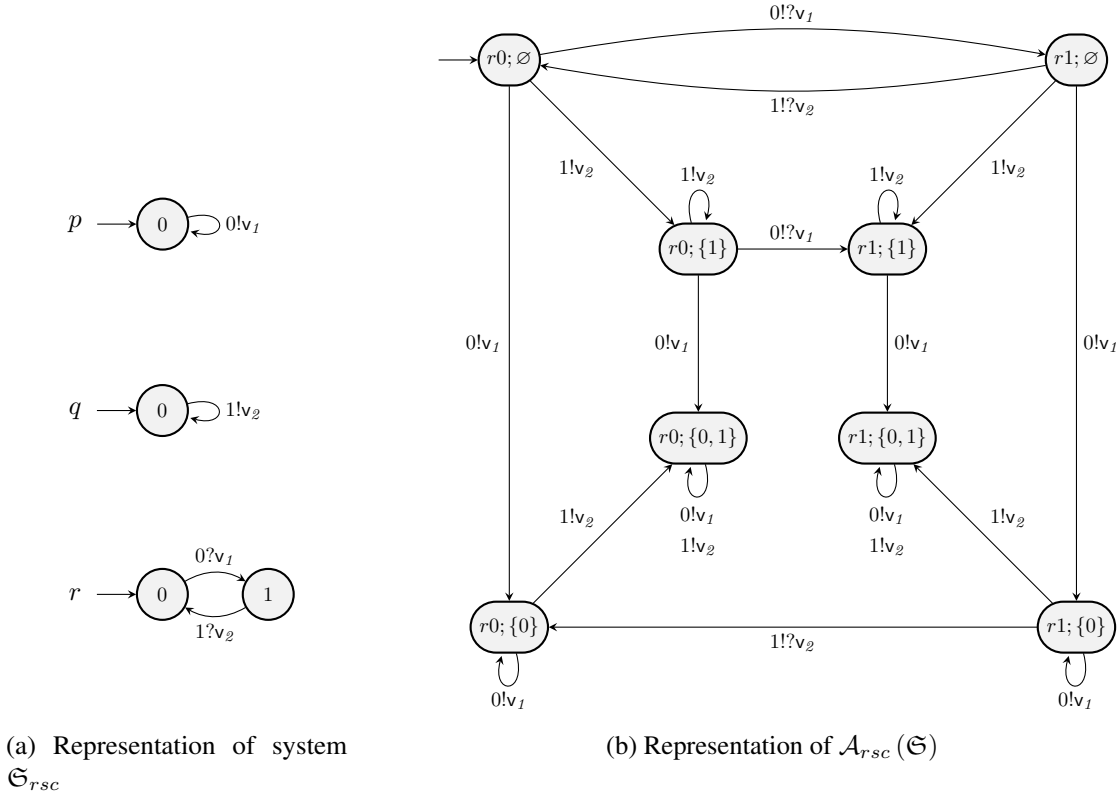 0!?v₁
r0; ∅
r1; ∅
1!?v₂
1!v₂
1!v₂
1!v₂
1!v₂
p
0
0!v₁
r0; {1}
0!?v₁
r1; {1}
0!v₁
0!v₁
0!v₁
0!v₁
q
0
1!v₂
r0; {0, 1}
r1; {0, 1}
1!v₂
0!v₁
1!v₂
0!v₁
1!v₂
1!v₂
0?v₁
r
0
1
1?v₂
r0; {0}
r1; {0}
1!?v₂
0!v₁
0!v₁
(a) Representation of system
𝔖rsc
(b) Representation of 𝒜rsc (𝔖)